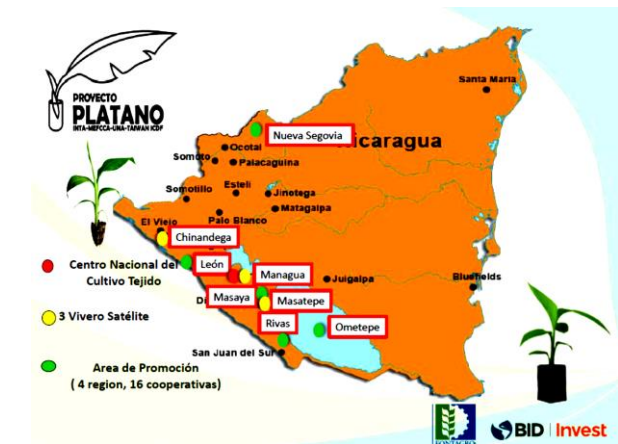 PROYECTO
PLATANO
INTA-MEFCCA-UNA-TAIWAN ICDF
Santa Maria
Nueva Segovia
Nicaragua
Ocotal
Somoto
Palacaguina
Somotillo
Esteli
Jinotega
Palo Blanco
Matagalpa
El Viejo
Chinandega
León
Managua
Juigalpa
Bluefields
Masaya
Masatepe
Di
Rivas
Ometepe
San Juan del Sur
Centro Nacional del
Cultivo Tejido
3 Vivero Satélite
Area de Promoción
( 4 region, 16 cooperativas)
FONTAGRO
BID Invest